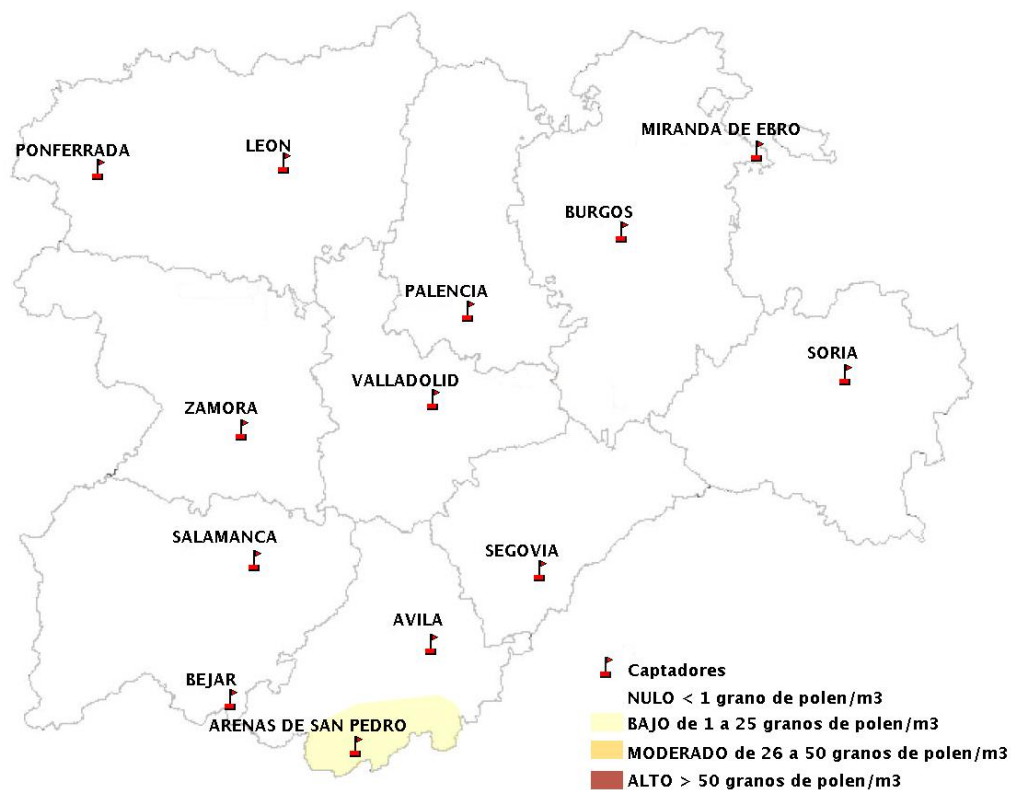 MIRANDA DE EBRO
PONFERRADA
LEON
BURGOS
PALENCIA
SORIA
VALLADOLID
ZAMORA
SALAMANCA
SEGOVIA
AVILA
BEJAR
ARENAS DE SAN PEDRO
Captadores
NULO < 1 grano de polen/m3
BAJO de 1 a 25 granos de polen/m3
MODERADO de 26 a 50 granos de polen/m3
ALTO > 50 granos de polen/m3